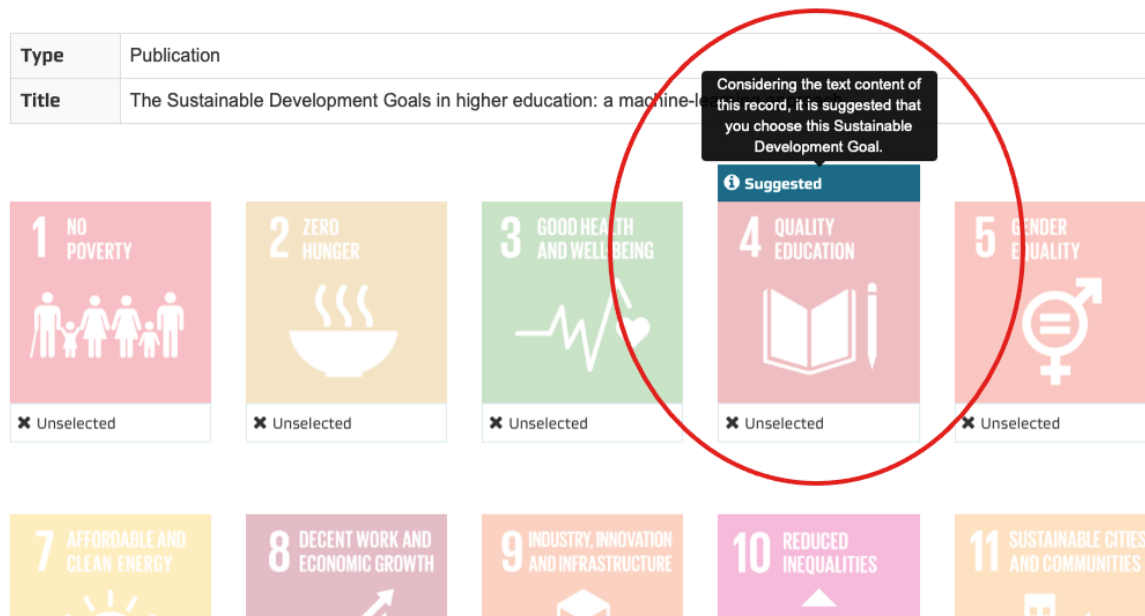 Type Publication
Considering the text content of
this record, it is suggested that
you choose this Sustainable
Development Goal.
Title The Sustainable Development Goals in higher education: a machine-le
Suggested
1 NO
POVERTY
2 ZERO
HUNGER
3 GOOD HEALTH
AND WELL-BEING
4 QUALITY
EDUCATION
5 GENDER
EQUALITY
Unselected
Unselected
Unselected
Unselected
Unselected
7 AFFORDABLE AND
CLEAN ENERGY
8 DECENT WORK AND
ECONOMIC GROWTH
9 INDUSTRY, INNOVATION
AND INFRASTRUCTURE
10 REDUCED
INEQUALITIES
11 SUSTAINABLE CITIES
AND COMMUNITIES